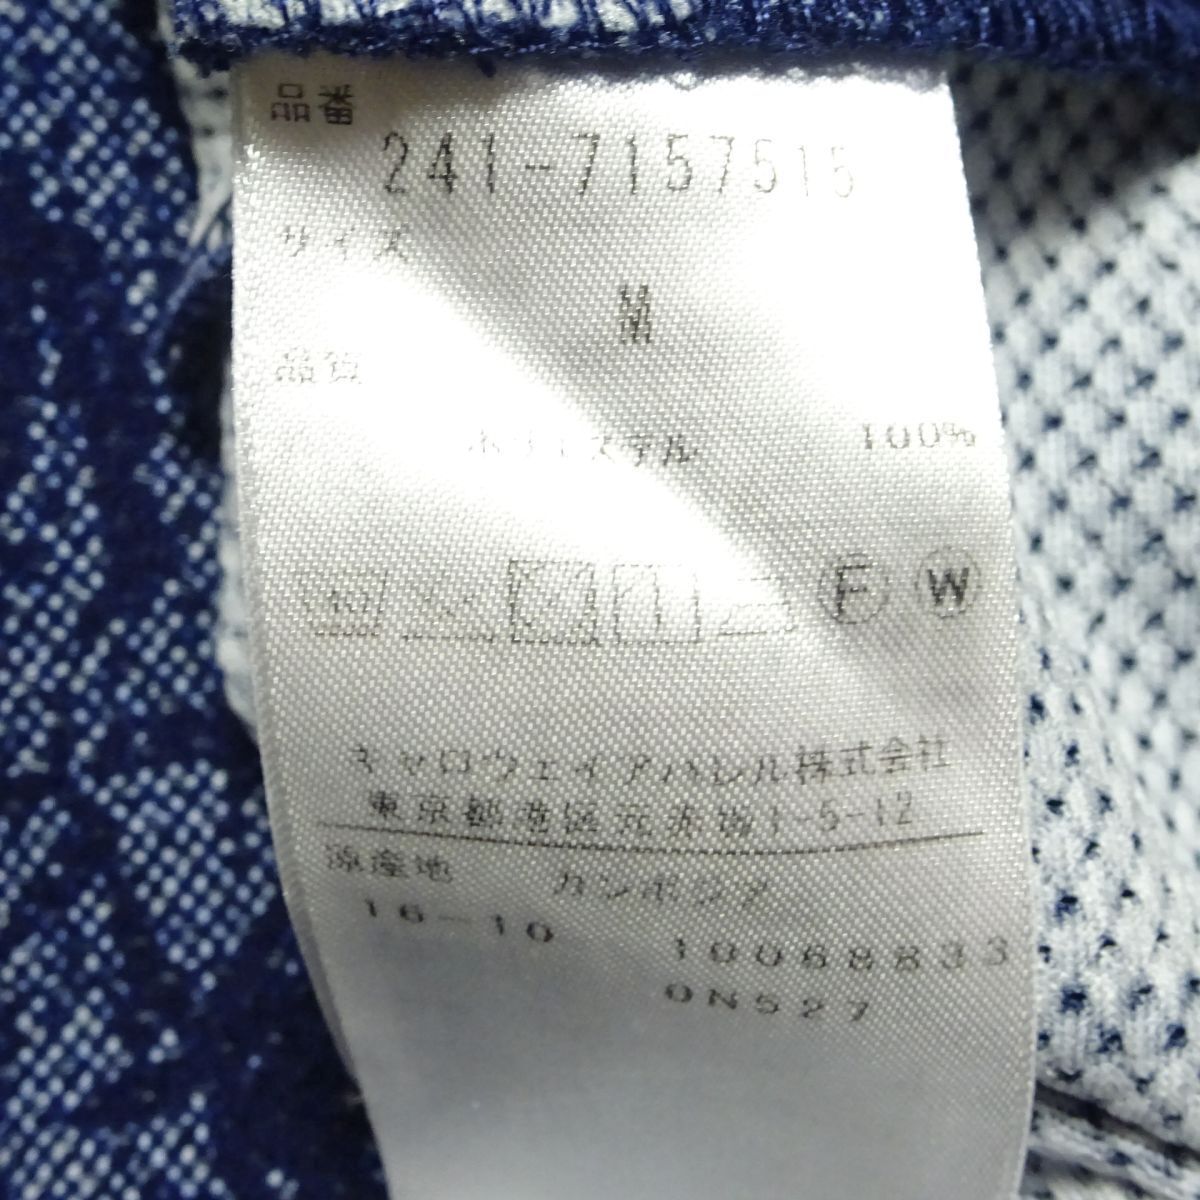 品番
241-7157515
サイズ
M
品質
ポリエステル 100%
40 F W
キャロウェイアパレル株式会社
東京都港区元赤坂1-5-12
原産地 カンボジア
16-10 10068833
0N527